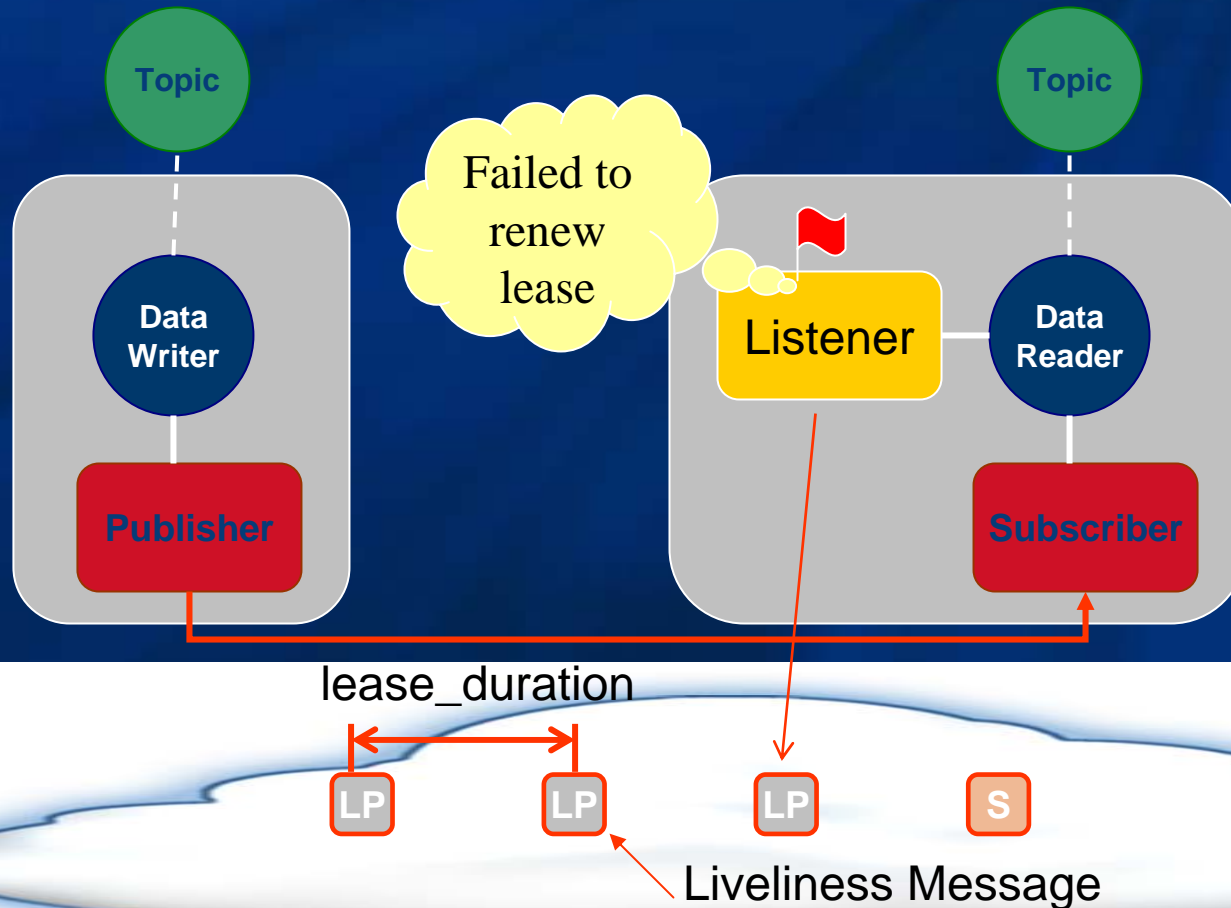 Topic
Topic
Failed to
renew
lease
Data
Writer
Listener
Data
Reader
Publisher
Subscriber
lease_duration
LP
LP
LP
S
Liveliness Message